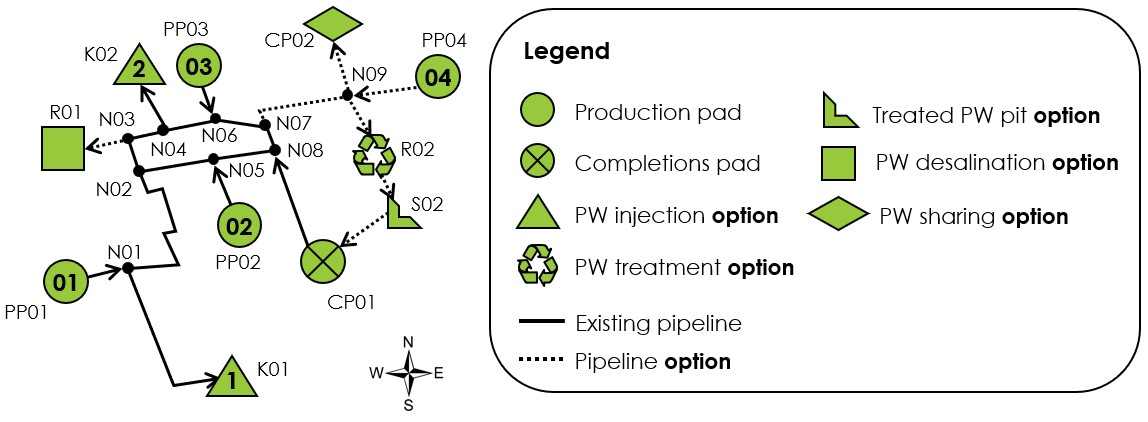 PP03
CP02
PP04
K02
2
03
04
N09
R01
N03
N06
N07
N04
N08
R02
N02
N05
S02
02
PP02
N01
01
PP01
CP01
1
K01
N
W
E
S
Legend
Production pad
Completions pad
PW injection option
PW treatment option
Existing pipeline
Pipeline option
Treated PW pit option
PW desalination option
PW sharing option